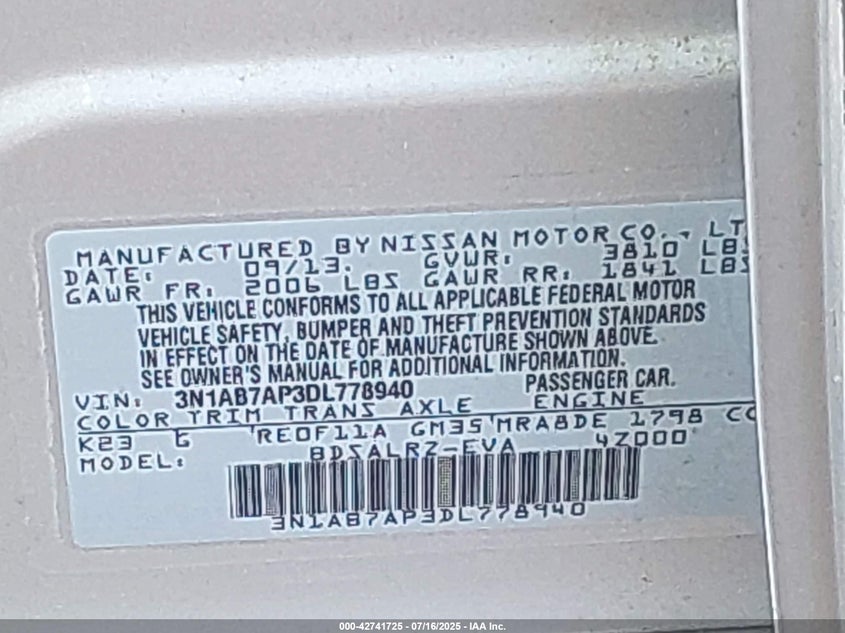 MANUFACTURED BY NISSAN MOTOR CO., LT
DATE: 09/13. GVWR: 3810 LBS
GAWR FR: 2006 LBS GAWR RR: 1841 LBS
THIS VEHICLE CONFORMS TO ALL APPLICABLE FEDERAL MOTOR
VEHICLE SAFETY, BUMPER AND THEFT PREVENTION STANDARDS
IN EFFECT ON THE DATE OF MANUFACTURE SHOWN ABOVE.
SEE OWNER'S MANUAL FOR ADDITIONAL INFORMATION.
VIN: 3N1AB7AP3DL778940 PASSENGER CAR.
COLOR TRIM TRANS AXLE ENGINE
K23 G RE0F11A GM35 MRA8DE 1798 CC
MODEL: BDSALRZ-EVA 4Z000
3N1AB7AP3DL778940
000-42741725 - 07/16/2025 - IAA Inc.